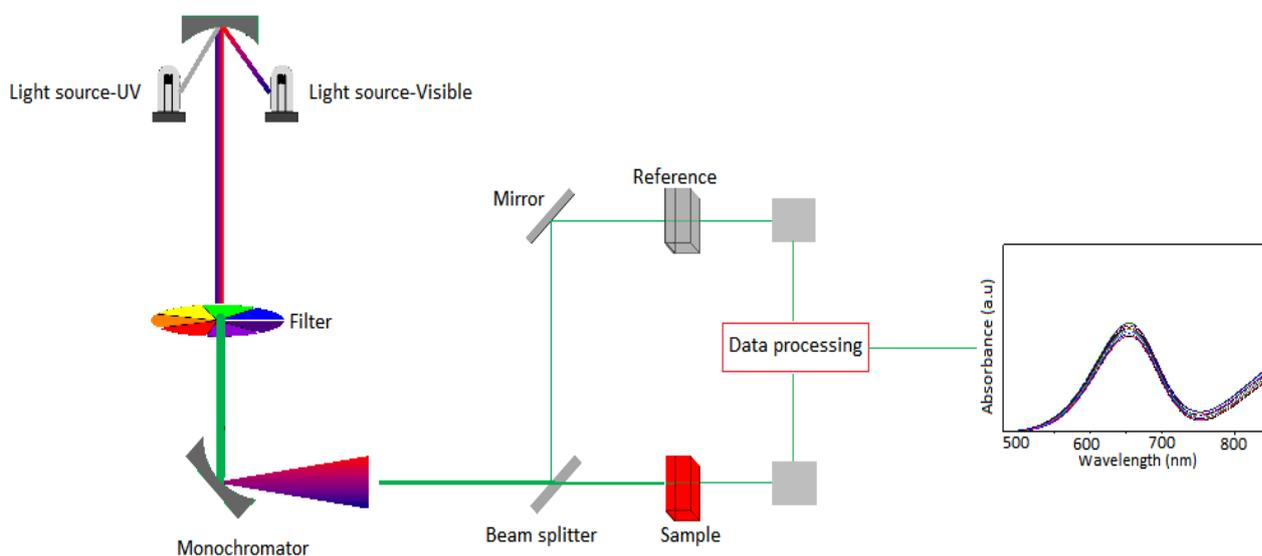 Light source-UV
Light source-Visible
Filter
Monochromator
Mirror
Reference
Beam splitter
Sample
Data processing
Absorbance (a.u)
500 600 700 800
Wavelength (nm)